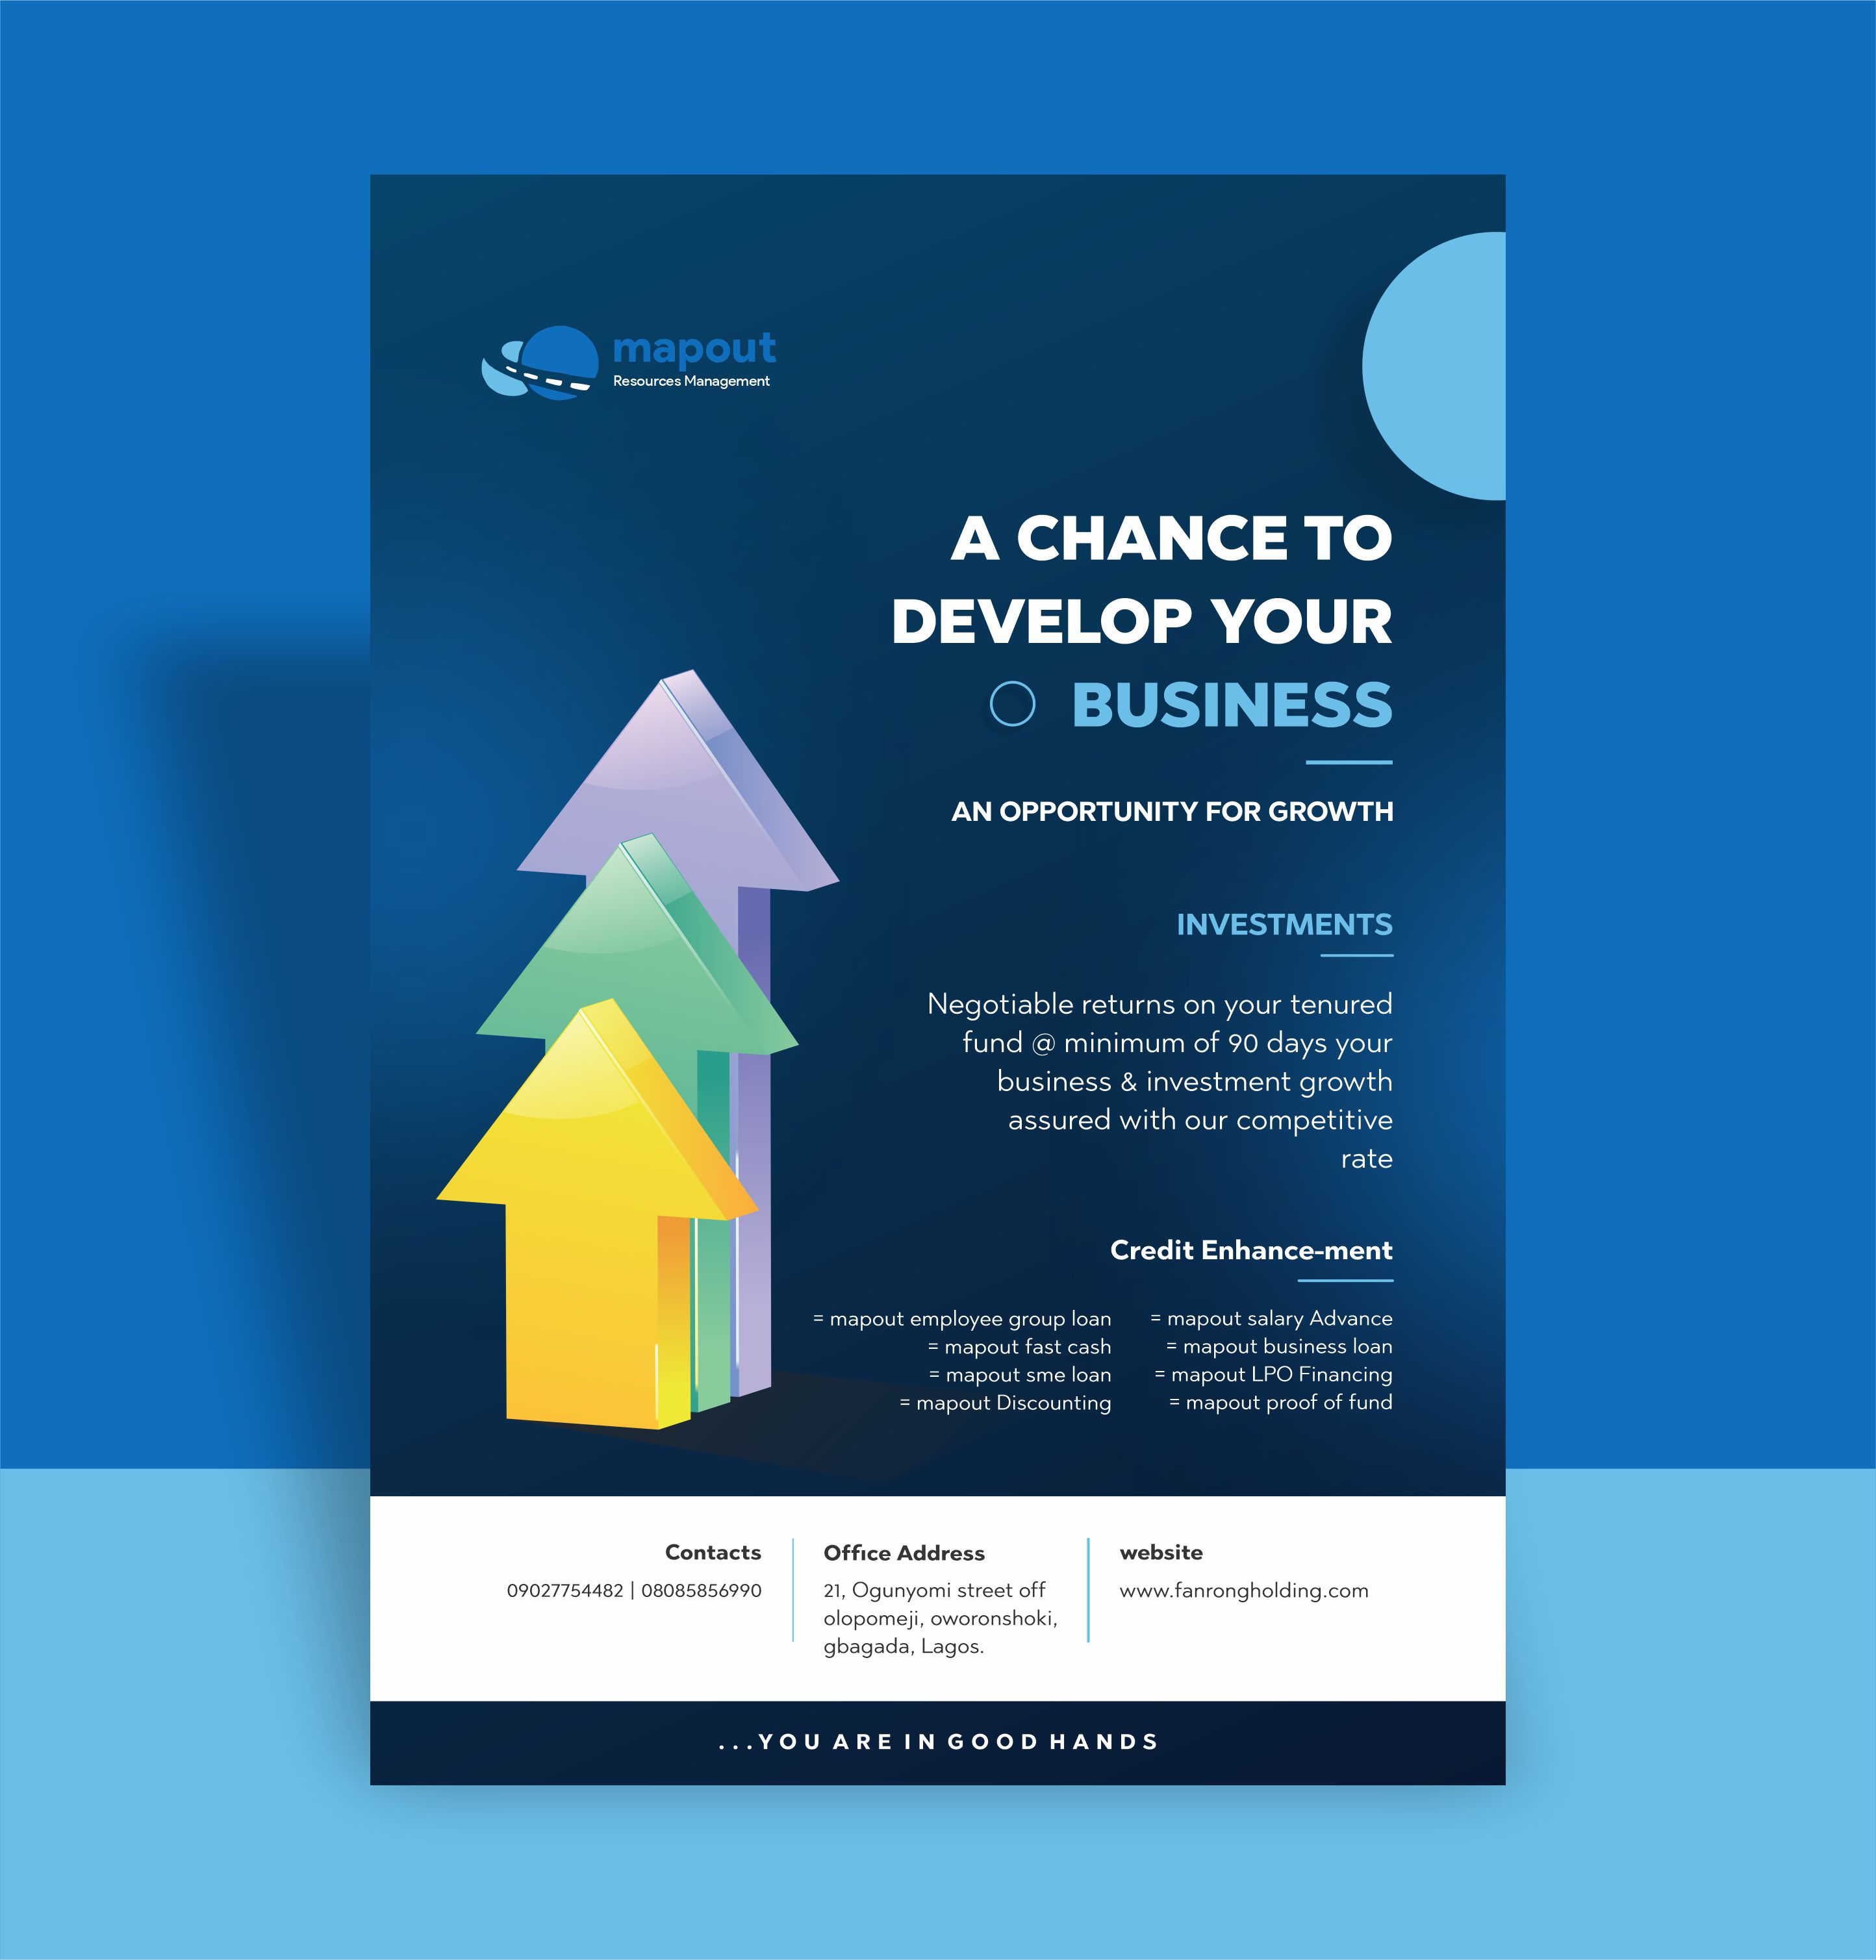 mapout
Resources Management
A CHANCE TO
DEVELOP YOUR
BUSINESS
AN OPPORTUNITY FOR GROWTH
INVESTMENTS
Negotiable returns on your tenured
fund @ minimum of 90 days your
business & investment growth
assured with our competitive
rate
Credit Enhance-ment
= mapout employee group loan
= mapout fast cash
= mapout sme loan
= mapout Discounting
= mapout salary Advance
= mapout business loan
= mapout LPO Financing
= mapout proof of fund
Contacts
09027754482 | 08085856990
Office Address
21, Ogunyomi street off
olopomeji, oworonshoki,
gbagada, Lagos.
website
www.fanrongholding.com
...YOU ARE IN GOOD HANDS